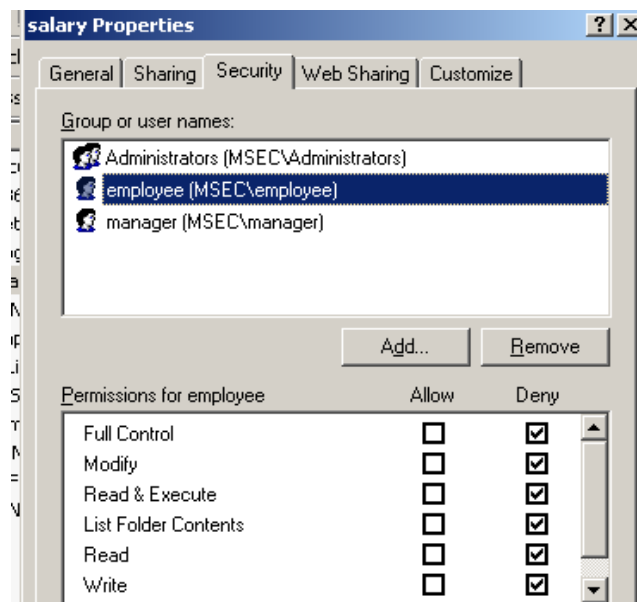 salary Properties
General Sharing Security Web Sharing Customize
Group or user names:
Administrators (MSEC\Administrators)
employee (MSEC\employee)
manager (MSEC\manager)
Add... Remove
Permissions for employee Allow Deny
Full Control
Modify
Read & Execute
List Folder Contents
Read
Write